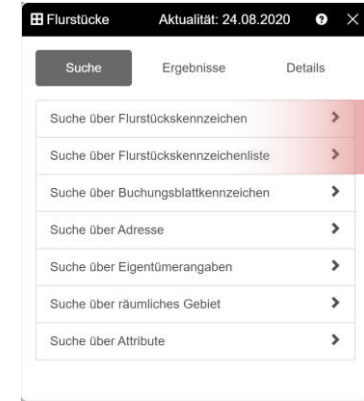 Flurstücke Aktualität: 24.08.2020
Suche Ergebnisse Details
Suche über Flurstückskennzeichen
Suche über Flurstückskennzeichenliste
Suche über Buchungsblattkennzeichen
Suche über Adresse
Suche über Eigentümerangaben
Suche über räumliches Gebiet
Suche über Attribute